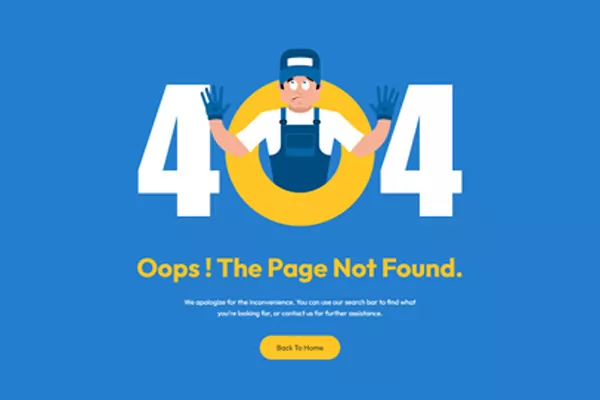 404
Oops ! The Page Not Found.
We apologize for the inconvenience. You can use our search bar to find what
you're looking for, or contact us for further assistance.
Back To Home